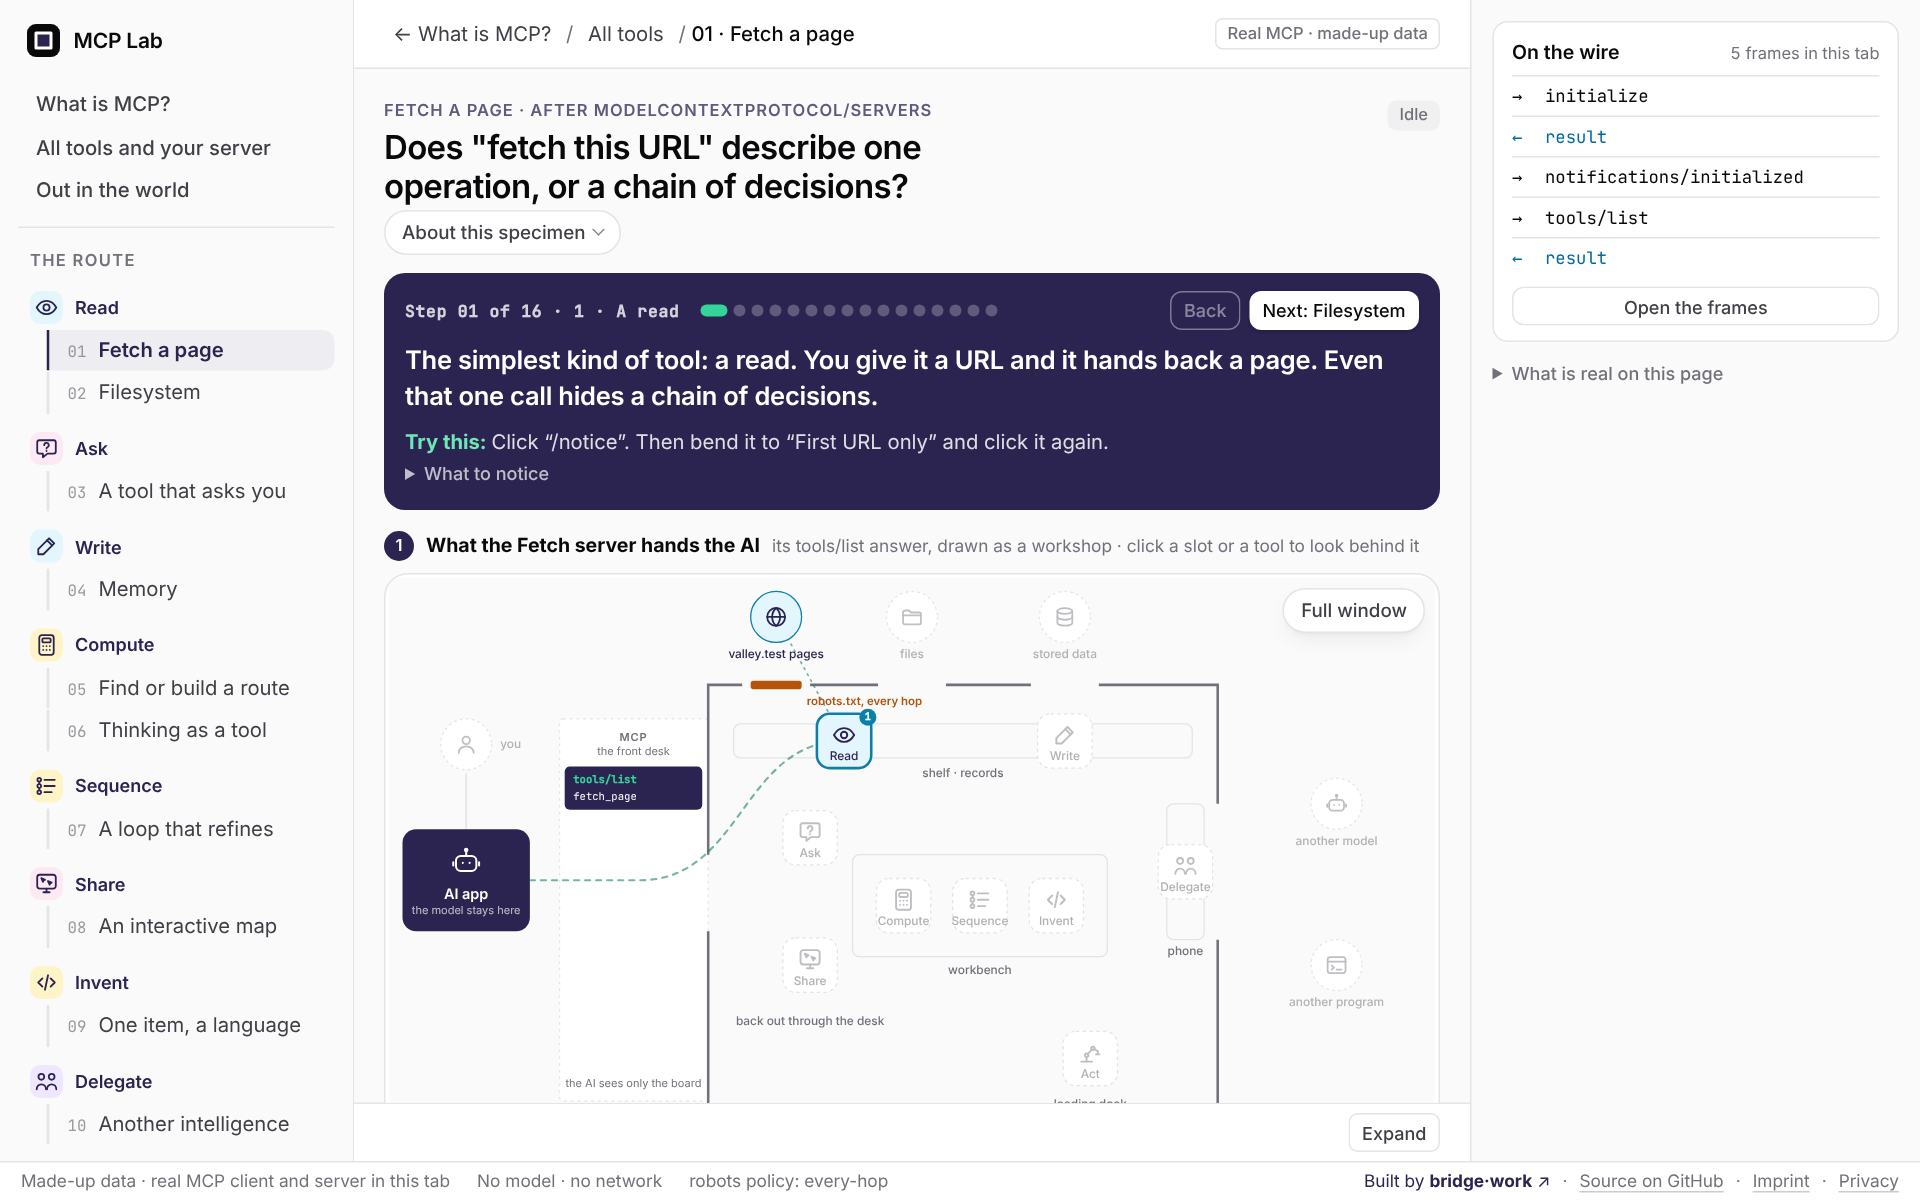 MCP Lab
What is MCP?
All tools and your server
Out in the world
THE ROUTE
Read
01 Fetch a page
02 Filesystem
Ask
03 A tool that asks you
Write
04 Memory
Compute
05 Find or build a route
06 Thinking as a tool
Sequence
07 A loop that refines
Share
08 An interactive map
Invent
09 One item, a language
Delegate
10 Another intelligence
← What is MCP? / All tools / 01 · Fetch a page
Real MCP · made-up data
FETCH A PAGE · AFTER MODELCONTEXTPROTOCOL/SERVERS
Idle
Does "fetch this URL" describe one
operation, or a chain of decisions?
About this specimen
Step 01 of 16 · 1 · A read
Back
Next: Filesystem
The simplest kind of tool: a read. You give it a URL and it hands back a page. Even
that one call hides a chain of decisions.
Try this: Click “/notice”. Then bend it to “First URL only” and click it again.
▶ What to notice
1 What the Fetch server hands the AI its tools/list answer, drawn as a workshop · click a slot or a tool to look behind it
Full window
valley.test pages
files
stored data
robots.txt, every hop
you
MCP
the front desk
tools/list
fetch_page
1
Read
Write
shelf · records
AI app
the model stays here
Ask
Compute
Sequence
Invent
workbench
Share
back out through the desk
Delegate
phone
another model
another program
Act
loading dock
the AI sees only the board
Expand
On the wire
5 frames in this tab
→ initialize
← result
→ notifications/initialized
→ tools/list
← result
Open the frames
▶ What is real on this page
Made-up data · real MCP client and server in this tab
No model · no network
robots policy: every-hop
Built by bridge·work ↗ · Source on GitHub · Imprint · Privacy